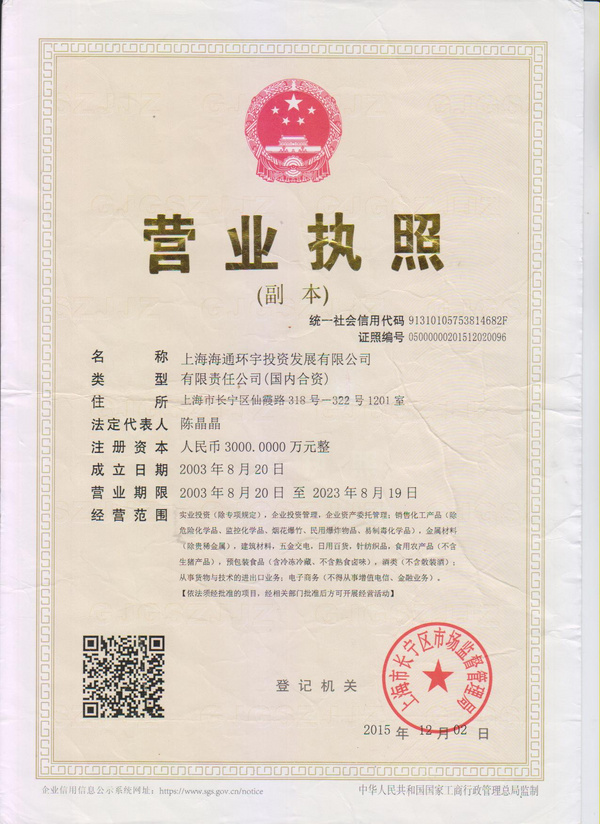 营业执照
(副 本)
统一社会信用代码 91310105753814682F
证照编号 05000000201512020096
名 称 上海海通环宇投资发展有限公司
类 型 有限责任公司(国内合资)
住 所 上海市长宁区仙霞路318号-322号1201室
法定代表人 陈晶晶
注册资本 人民币3000.0000万元整
成立日期 2003年8月20日
营业期限 2003年8月20日 至 2023年8月19日
经营范围 实业投资(除专项规定),企业投资管理,企业资产委托管理;销售化工产品(除
危险化学品、监控化学品、烟花爆竹、民用爆炸物品、易制毒化学品),金属材料
(除贵稀金属),建筑材料,五金交电,日用百货,针纺织品,食用农产品(不含
生猪产品),预包装食品(含冷冻冷藏、不含熟食卤味),酒类(不含散装酒);
从事货物与技术的进出口业务;电子商务(不得从事增值电信、金融业务)。
【依法须经批准的项目,经相关部门批准后方可开展经营活动】
上海市长宁区市场监督管理局
登记机关
2015年12月02日
企业信用信息公示系统网址:https://www.sgs.gov.cn/notice
中华人民共和国国家工商行政管理总局监制